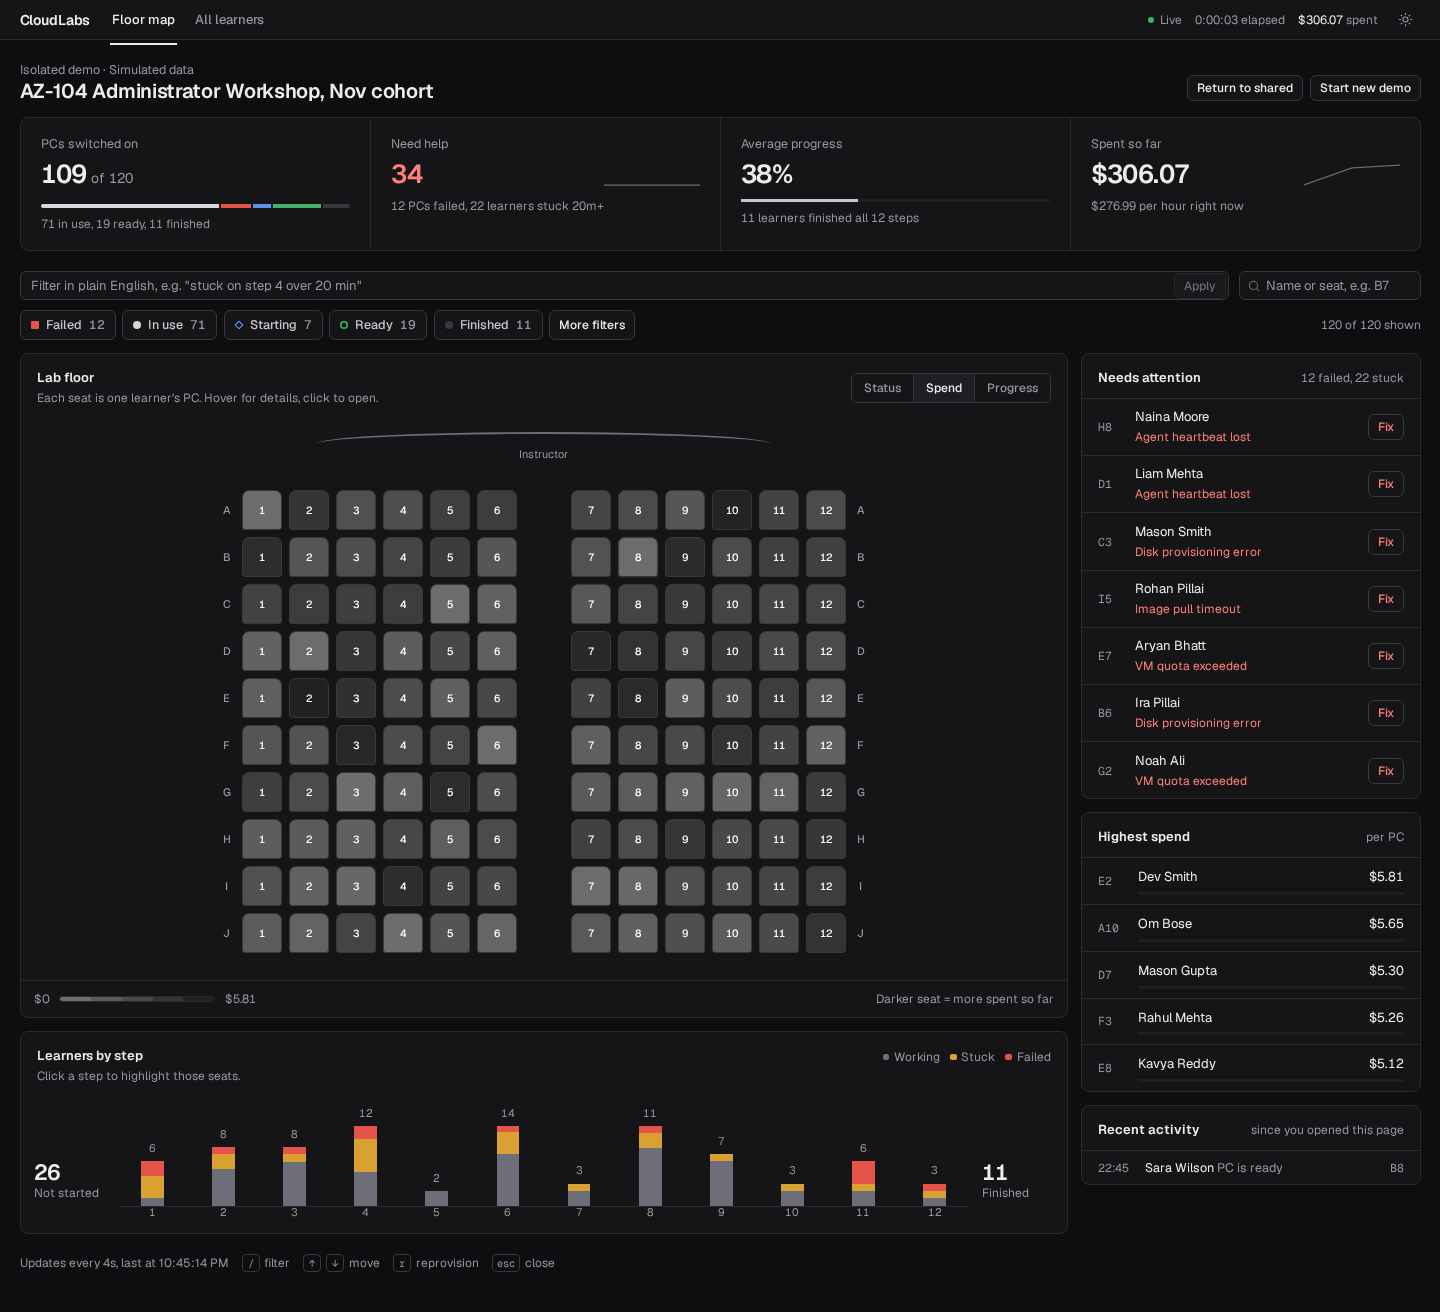 CloudLabs Floor map All learners Live 0:00:03 elapsed $306.07 spent
Isolated demo · Simulated data
AZ-104 Administrator Workshop, Nov cohort
Return to shared Start new demo
PCs switched on
109 of 120
71 in use, 19 ready, 11 finished
Need help
34
12 PCs failed, 22 learners stuck 20m+
Average progress
38%
11 learners finished all 12 steps
Spent so far
$306.07
$276.99 per hour right now
Filter in plain English, e.g. "stuck on step 4 over 20 min" Apply Name or seat, e.g. B7
Failed 12 In use 71 Starting 7 Ready 19 Finished 11 More filters 120 of 120 shown
Lab floor
Each seat is one learner's PC. Hover for details, click to open.
Status Spend Progress
Instructor
A 1 2 3 4 5 6 7 8 9 10 11 12 A
B 1 2 3 4 5 6 7 8 9 10 11 12 B
C 1 2 3 4 5 6 7 8 9 10 11 12 C
D 1 2 3 4 5 6 7 8 9 10 11 12 D
E 1 2 3 4 5 6 7 8 9 10 11 12 E
F 1 2 3 4 5 6 7 8 9 10 11 12 F
G 1 2 3 4 5 6 7 8 9 10 11 12 G
H 1 2 3 4 5 6 7 8 9 10 11 12 H
I 1 2 3 4 5 6 7 8 9 10 11 12 I
J 1 2 3 4 5 6 7 8 9 10 11 12 J
$0 $5.81 Darker seat = more spent so far
Learners by step
Click a step to highlight those seats.
Working Stuck Failed
26
Not started
6 8 8 12 2 14 3 11 7 3 6 3
1 2 3 4 5 6 7 8 9 10 11 12
11
Finished
Needs attention 12 failed, 22 stuck
H8 Naina Moore Fix
Agent heartbeat lost
D1 Liam Mehta Fix
Agent heartbeat lost
C3 Mason Smith Fix
Disk provisioning error
I5 Rohan Pillai Fix
Image pull timeout
E7 Aryan Bhatt Fix
VM quota exceeded
B6 Ira Pillai Fix
Disk provisioning error
G2 Noah Ali Fix
VM quota exceeded
Highest spend per PC
E2 Dev Smith $5.81
A10 Om Bose $5.65
D7 Mason Gupta $5.30
F3 Rahul Mehta $5.26
E8 Kavya Reddy $5.12
Recent activity since you opened this page
22:45 Sara Wilson PC is ready B8
Updates every 4s, last at 10:45:14 PM / filter ↑ ↓ move r reprovision esc close